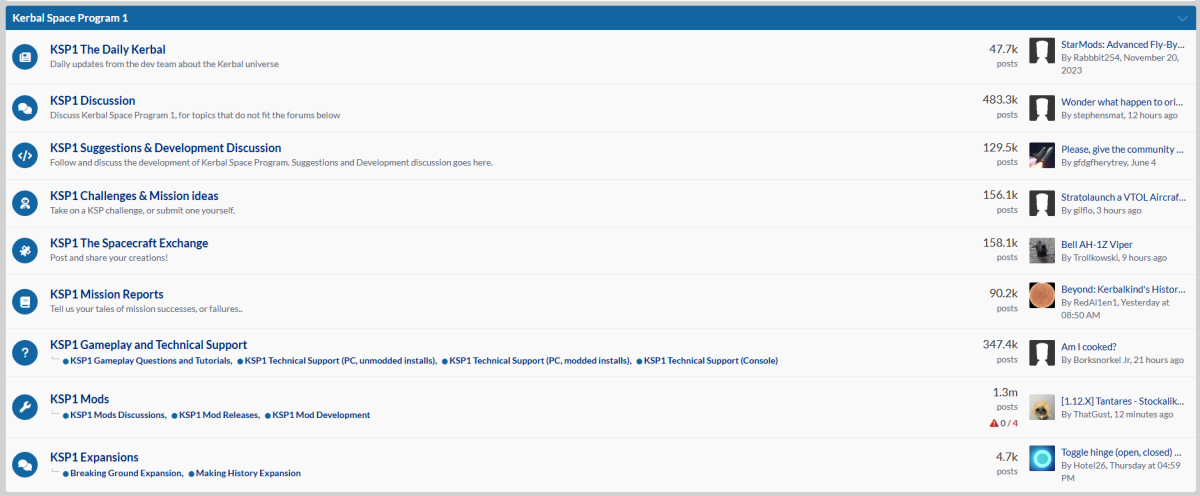 Kerbal Space Program 1
KSP1 The Daily Kerbal
Daily updates from the dev team about the Kerbal universe
47.7k
posts
StarMods: Advanced Fly-By...
By Rabbbit254, November 20,
2023
KSP1 Discussion
Discuss Kerbal Space Program 1, for topics that do not fit the forums below
483.3k
posts
Wonder what happen to ori...
By stephensmat, 12 hours ago
KSP1 Suggestions & Development Discussion
Follow and discuss the development of Kerbal Space Program. Suggestions and Development discussion goes here.
129.5k
posts
Please, give the community ...
By gfdgfherytrey, June 4
KSP1 Challenges & Mission ideas
Take on a KSP challenge, or submit one yourself.
156.1k
posts
Stratolaunch a VTOL Aircraf...
By gilflo, 3 hours ago
KSP1 The Spacecraft Exchange
Post and share your creations!
158.1k
posts
Bell AH-1Z Viper
By Trollkowski, 9 hours ago
KSP1 Mission Reports
Tell us your tales of mission successes, or failures..
90.2k
posts
Beyond: Kerbalkind's Histor...
By RedAl1en1, Yesterday at
08:50 AM
KSP1 Gameplay and Technical Support
KSP1 Gameplay Questions and Tutorials, KSP1 Technical Support (PC, unmodded installs), KSP1 Technical Support (PC, modded installs), KSP1 Technical Support (Console)
347.4k
posts
Am I cooked?
By Borksnorkel Jr, 21 hours ago
KSP1 Mods
KSP1 Mods Discussions, KSP1 Mod Releases, KSP1 Mod Development
1.3m
posts
0 / 4
[1.12.X] Tantares - Stockalik...
By ThatGust, 12 minutes ago
KSP1 Expansions
Breaking Ground Expansion, Making History Expansion
4.7k
posts
Toggle hinge (open, closed) ...
By Hotel26, Thursday at 04:59
PM